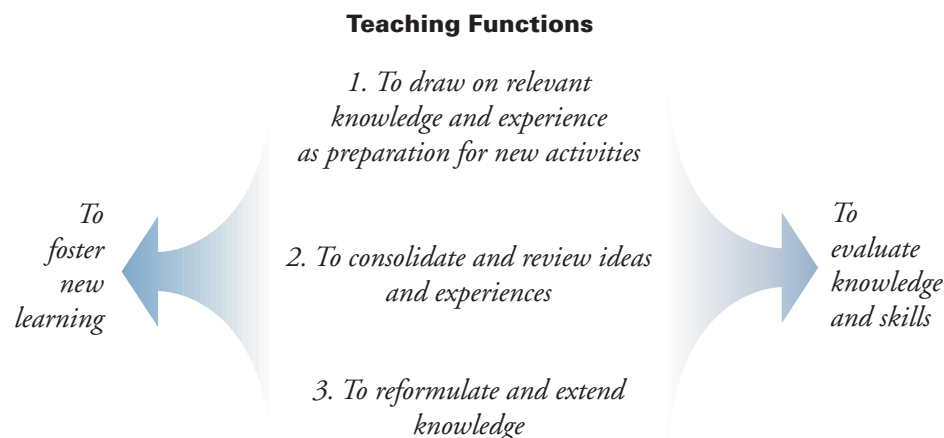 Teaching Functions
1. To draw on relevant
knowledge and experience
as preparation for new activities
To
foster
new
learning
2. To consolidate and review ideas
and experiences
To
evaluate
knowledge
and skills
3. To reformulate and extend
knowledge